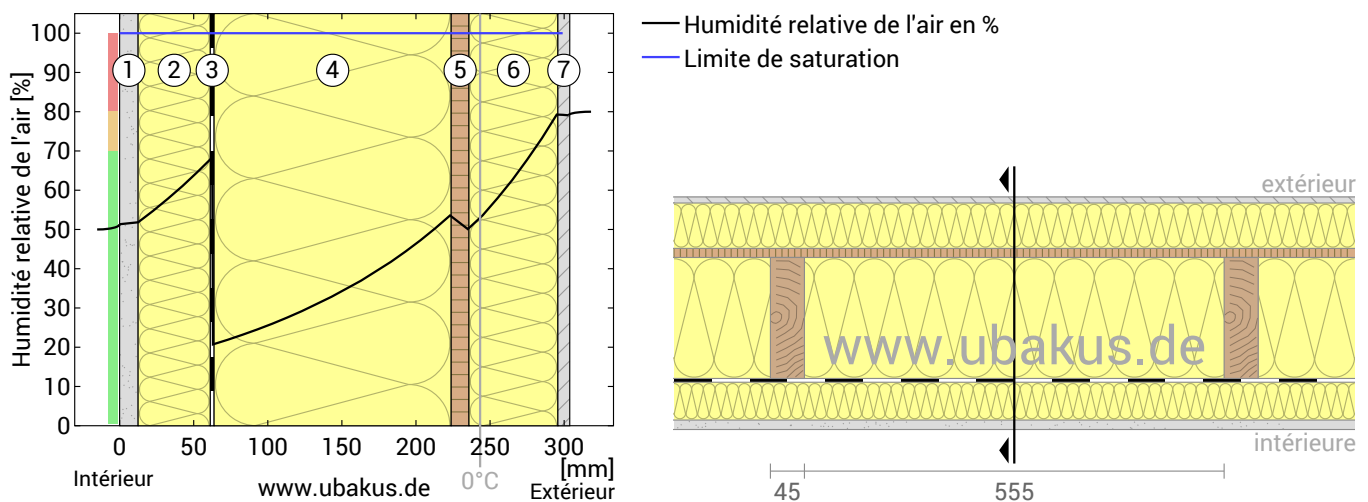 Humidité relative de l'air [%]
100
90
80
70
60
50
40
30
20
10
0
1 2 3 4 5 6 7
0 50 100 150 200 250 300
[mm]
Intérieur
www.ubakus.de
0°C
Extérieur
Humidité relative de l'air en %
Limite de saturation
extérieur
www.ubakus.de
intérieure
45 555